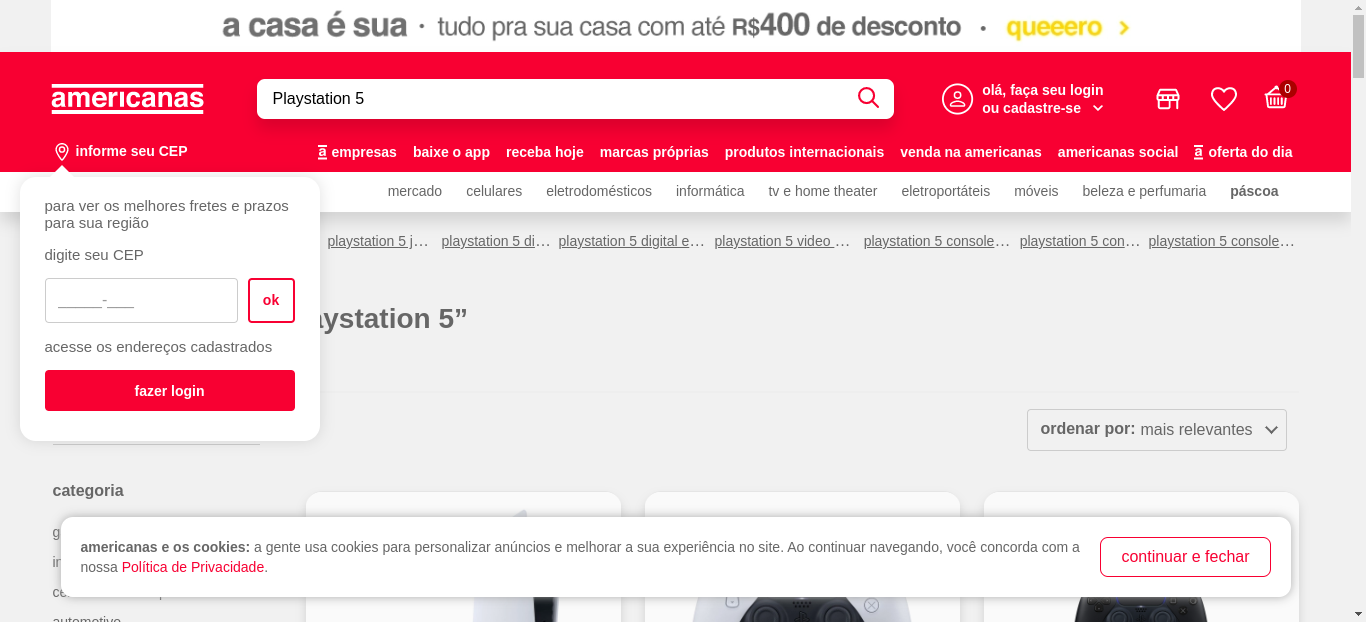 a casa é sua · tudo pra sua casa com até R$400 de desconto · queeero
americanas
Playstation 5
olá, faça seu login
ou cadastre-se
0
informe seu CEP
a empresas
baixe o app
receba hoje
marcas próprias
produtos internacionais
venda na americanas
americanas social
a oferta do dia
mercado
celulares
eletrodomésticos
informática
tv e home theater
eletroportáteis
móveis
beleza e perfumaria
páscoa
para ver os melhores fretes e prazos
para sua região
digite seu CEP
_____-___
ok
acesse os endereços cadastrados
fazer login
playstation 5 j...
playstation 5 di...
playstation 5 digital e...
playstation 5 video ...
playstation 5 console...
playstation 5 con...
playstation 5 console...
aystation 5”
ordenar por: mais relevantes
categoria
americanas e os cookies: a gente usa cookies para personalizar anúncios e melhorar a sua experiência no site. Ao continuar navegando, você concorda com a
nossa Política de Privacidade.
continuar e fechar
automotivo